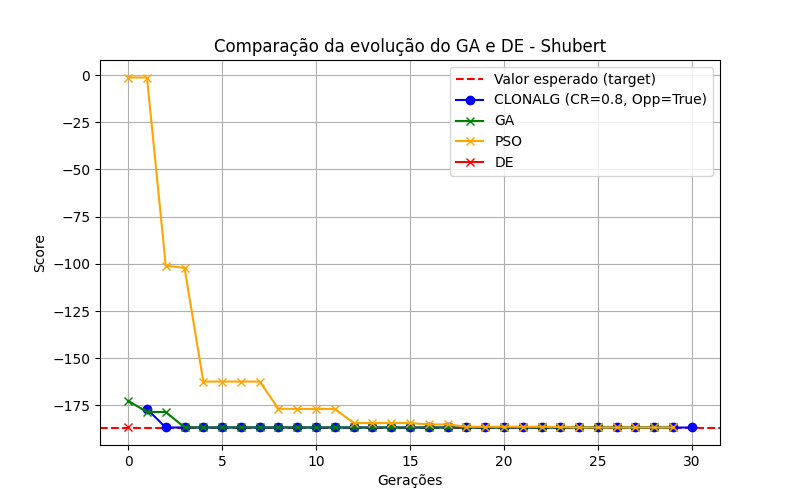 Comparação da evolução do GA e DE - Shubert
Valor esperado (target)
CLONALG (CR=0.8, Opp=True)
GA
PSO
DE
Score
0
−25
−50
−75
−100
−125
−150
−175
0 5 10 15 20 25 30
Gerações